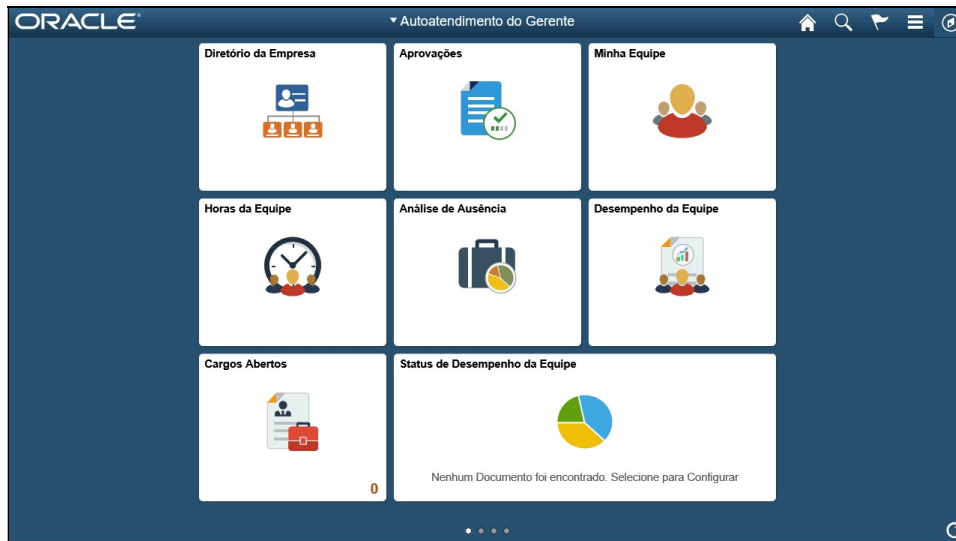 ORACLE
Autoatendimento do Gerente
Diretório da Empresa
Aprovações
Minha Equipe
Horas da Equipe
Análise de Ausência
Desempenho da Equipe
Cargos Abertos
0
Status de Desempenho da Equipe
Nenhum Documento foi encontrado. Selecione para Configurar